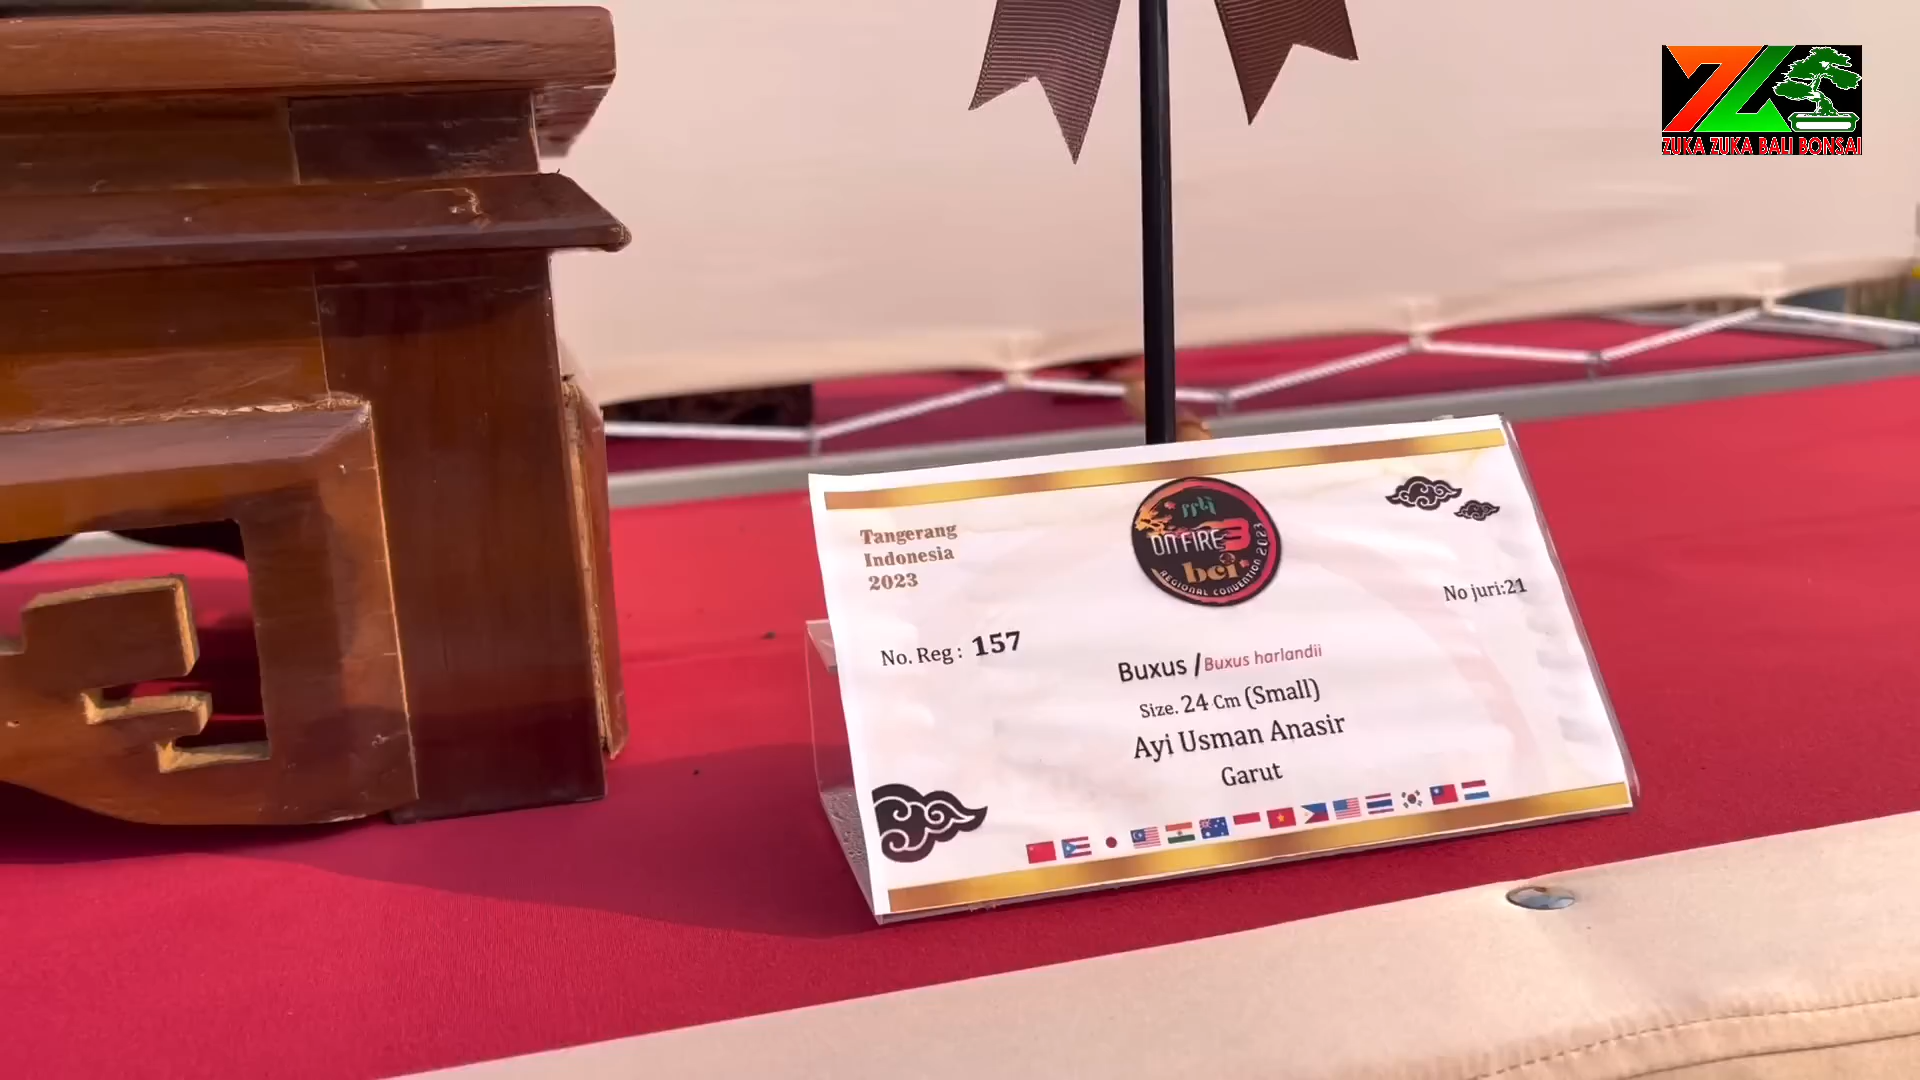 ZUKA ZUKA BALI BONSAI
Tangerang
Indonesia
2023
ON FIRE 3
bci
REGIONAL CONVENTION 2023
No juri:21
No. Reg : 157
Buxus / Buxus harlandii
Size. 24 Cm (Small)
Ayi Usman Anasir
Garut